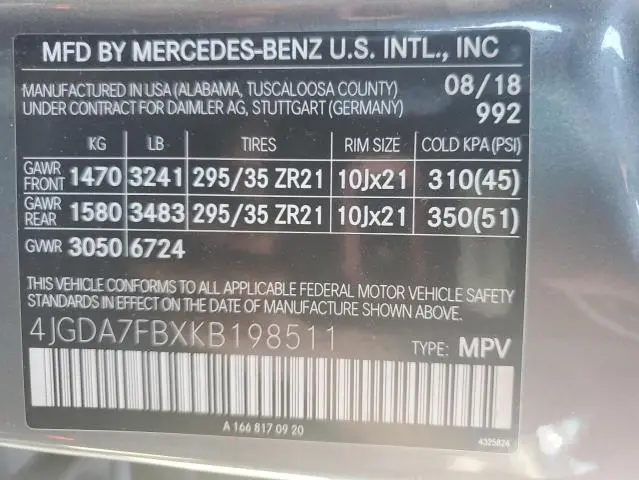 MFD BY MERCEDES-BENZ U.S. INTL., INC
MANUFACTURED IN USA (ALABAMA, TUSCALOOSA COUNTY) 08/18
UNDER CONTRACT FOR DAIMLER AG, STUTTGART (GERMANY) 992
KG LB TIRES RIM SIZE COLD KPA (PSI)
GAWR FRONT 1470 3241 295/35 ZR21 10Jx21 310(45)
GAWR REAR 1580 3483 295/35 ZR21 10Jx21 350(51)
GVWR 3050 6724
THIS VEHICLE CONFORMS TO ALL APPLICABLE FEDERAL MOTOR VEHICLE SAFETY
STANDARDS IN EFFECT ON THE DATE OF MANUFACTURE SHOWN ABOVE.
4JGDA7FBXKB198511 TYPE: MPV
A 166 817 09 20
4325824